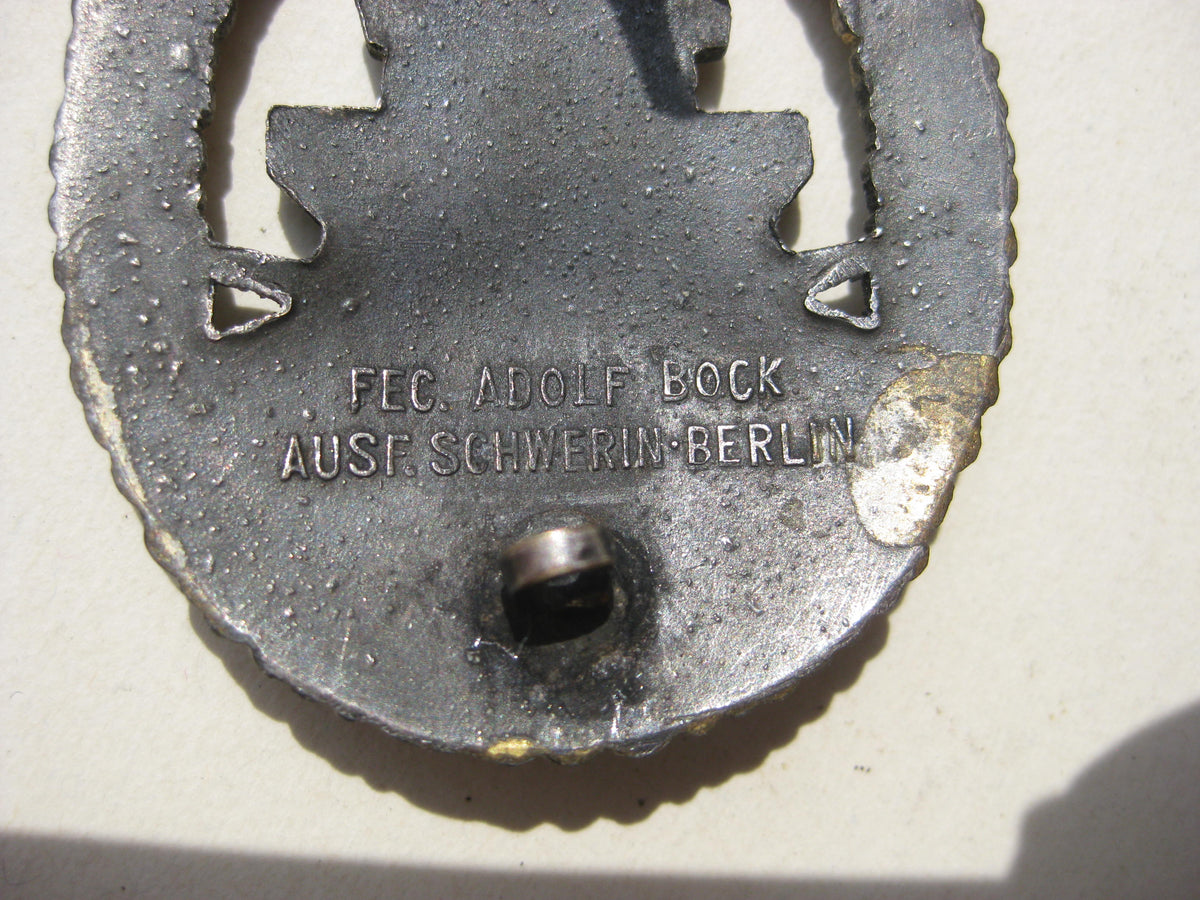 FEC. ADOLF BOCK
AUSF. SCHWERIN·BERLIN